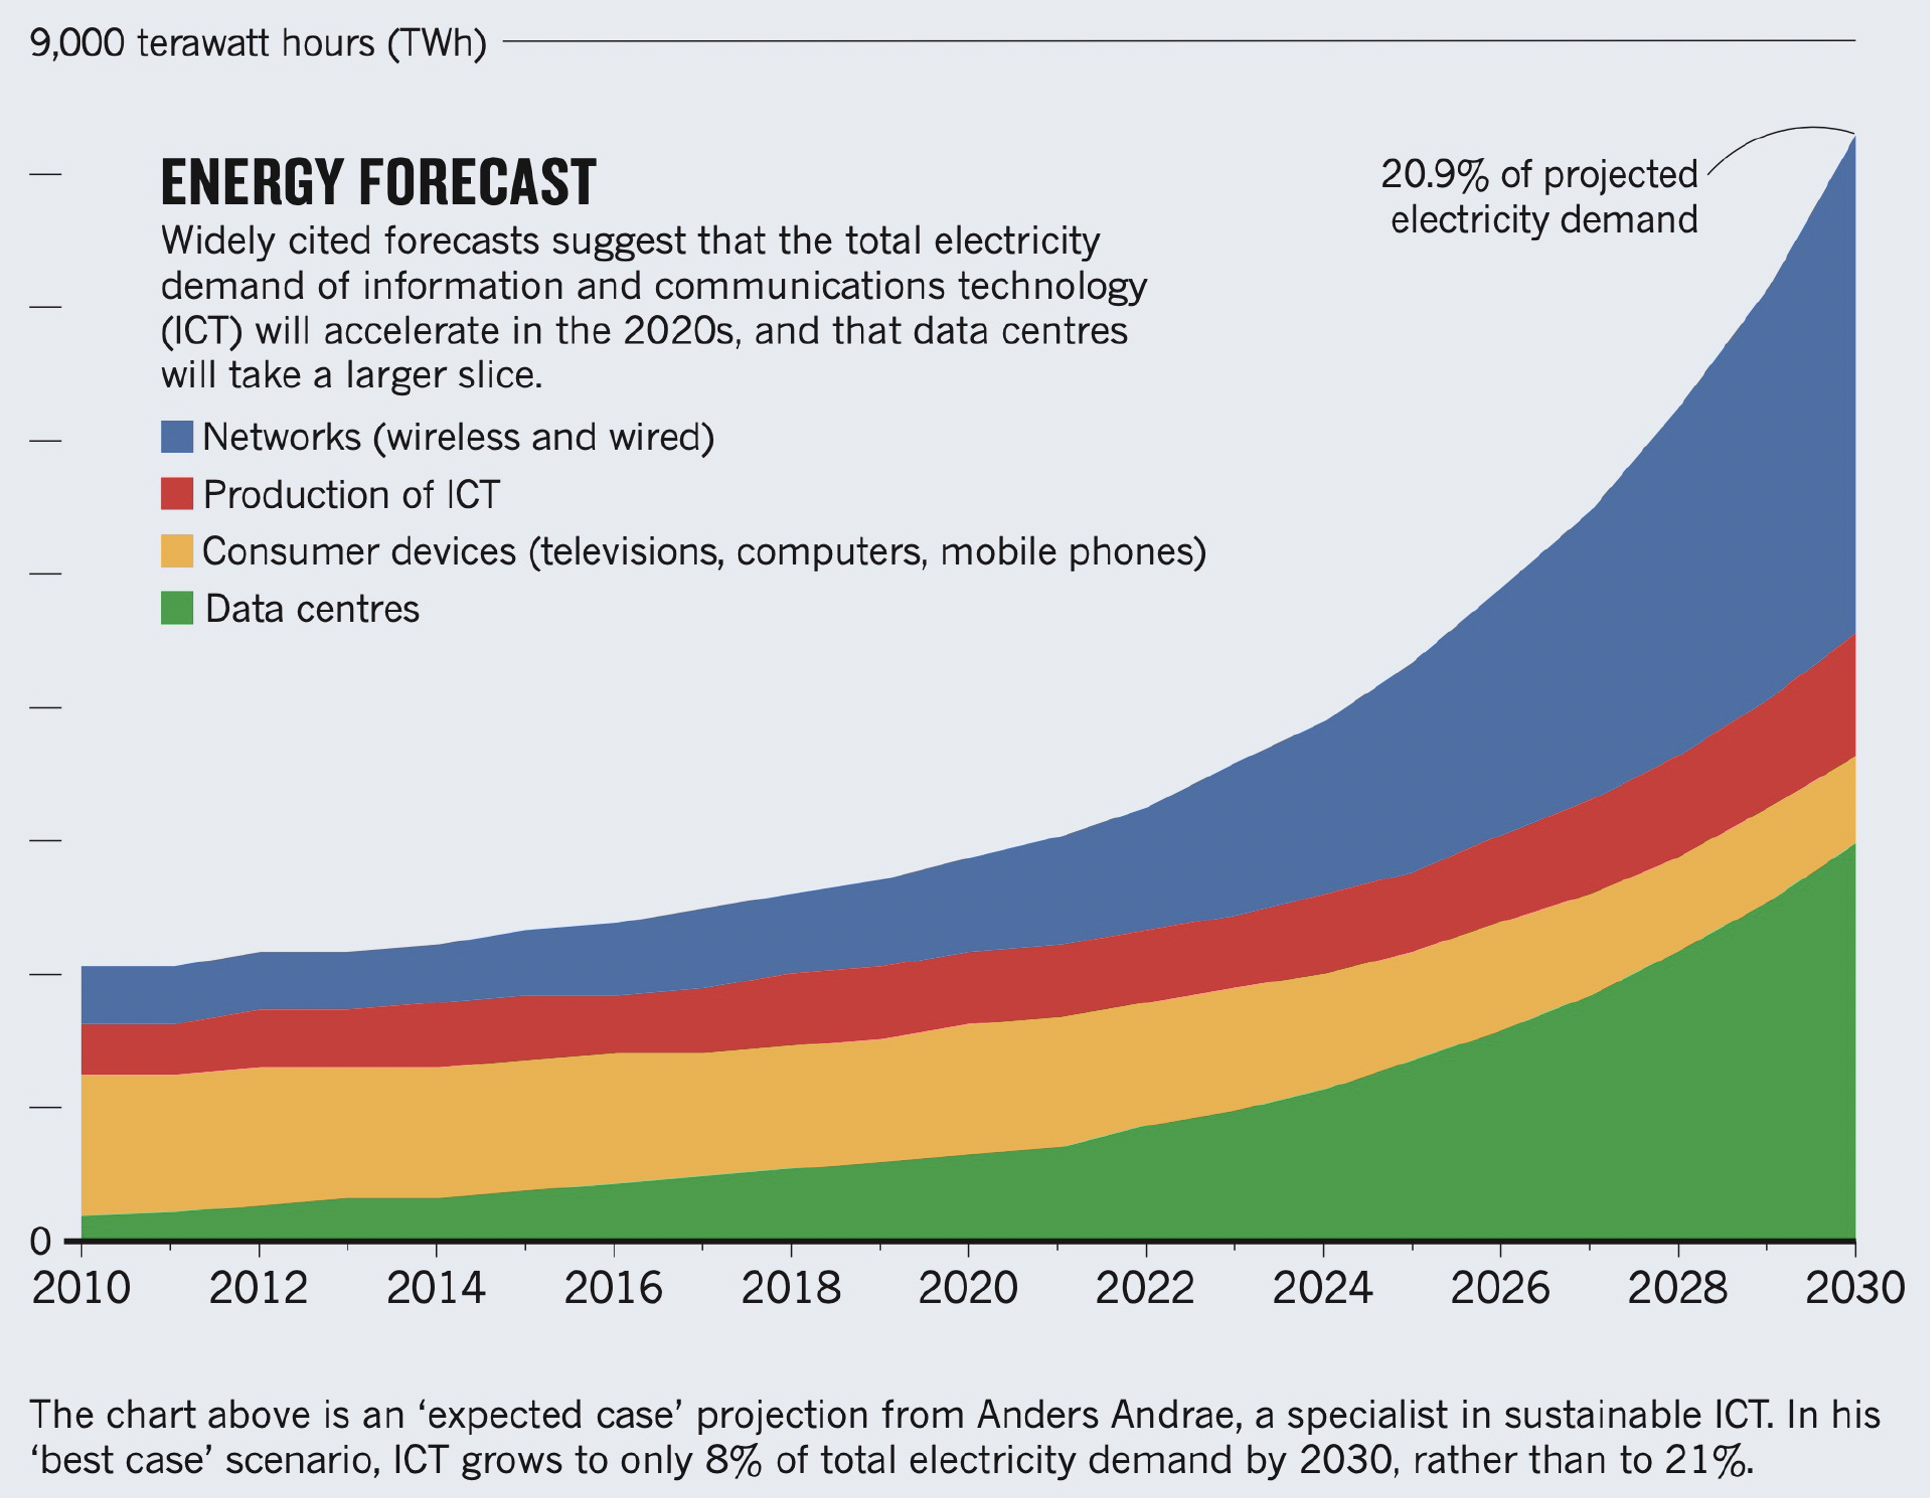 9,000 terawatt hours (TWh)
ENERGY FORECAST
Widely cited forecasts suggest that the total electricity
demand of information and communications technology
(ICT) will accelerate in the 2020s, and that data centres
will take a larger slice.
20.9% of projected
electricity demand
Networks (wireless and wired)
Production of ICT
Consumer devices (televisions, computers, mobile phones)
Data centres
0
2010 2012 2014 2016 2018 2020 2022 2024 2026 2028 2030
The chart above is an ‘expected case’ projection from Anders Andrae, a specialist in sustainable ICT. In his
‘best case’ scenario, ICT grows to only 8% of total electricity demand by 2030, rather than to 21%.